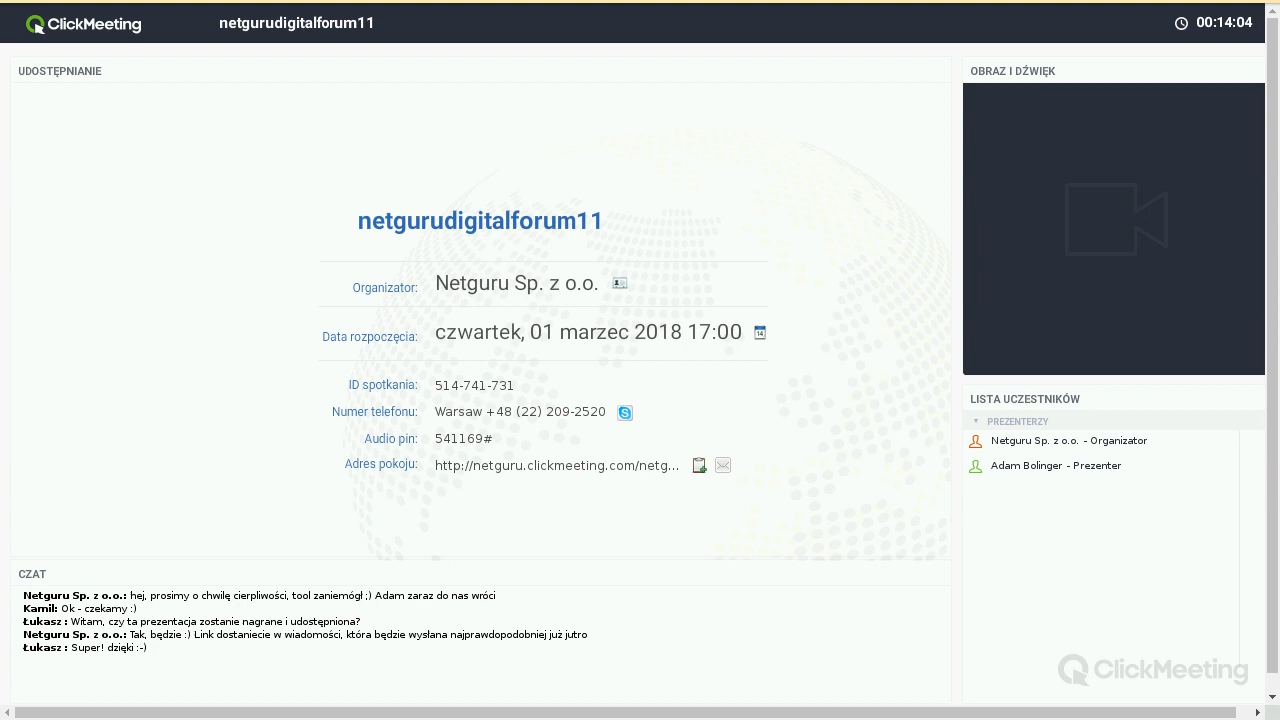 ClickMeeting
netgurudigitalforum11
00:14:04
UDOSTĘPNIANIE
netgurudigitalforum11
Organizator: Netguru Sp. z o.o.
Data rozpoczęcia: czwartek, 01 marzec 2018 17:00
14
ID spotkania: 514-741-731
Numer telefonu: Warsaw +48 (22) 209-2520
Audio pin: 541169#
Adres pokoju: http://netguru.clickmeeting.com/netg...
OBRAZ I DŹWIĘK
LISTA UCZESTNIKÓW
PREZENTERZY
Netguru Sp. z o.o. - Organizator
Adam Bolinger - Prezenter
CZAT
Netguru Sp. z o.o.: hej, prosimy o chwilę cierpliwości, tool zaniemógł ;) Adam zaraz do nas wróci
Kamil: Ok - czekamy :)
Łukasz : Witam, czy ta prezentacja zostanie nagrane i udostępniona?
Netguru Sp. z o.o.: Tak, będzie :) Link dostaniecie w wiadomości, która będzie wysłana najprawdopodobniej już jutro
Łukasz : Super! dzięki :-)
ClickMeeting